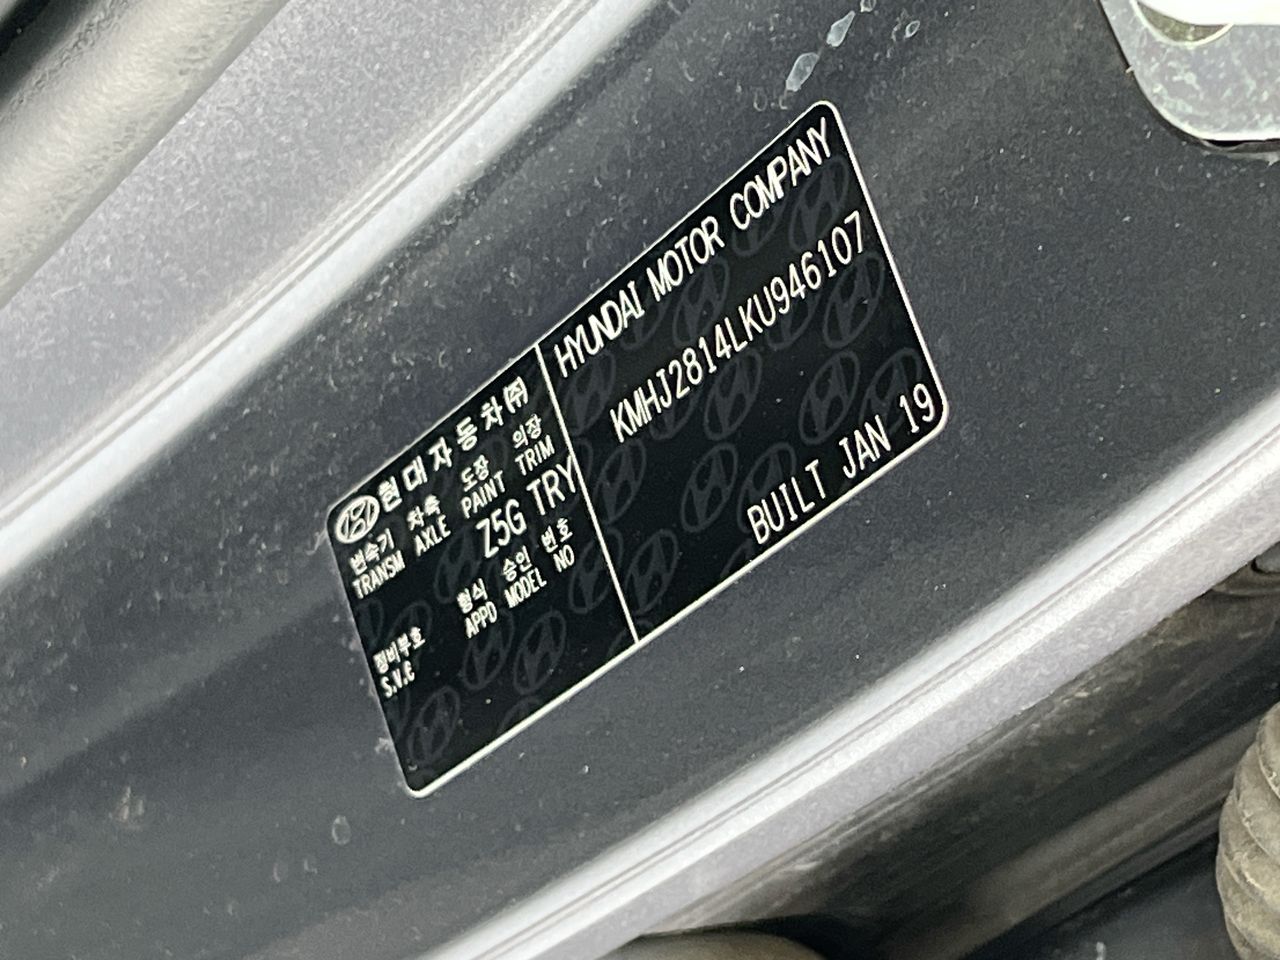 현대자동차(주)
변속기 차축 도장 의장
TRANSM AXLE PAINT TRIM
Z5G TRY
형식 승인 번호
APPD MODEL NO
정비부호
S.V.C
HYUNDAI MOTOR COMPANY
KMHJ2814LKU946107
BUILT JAN 19